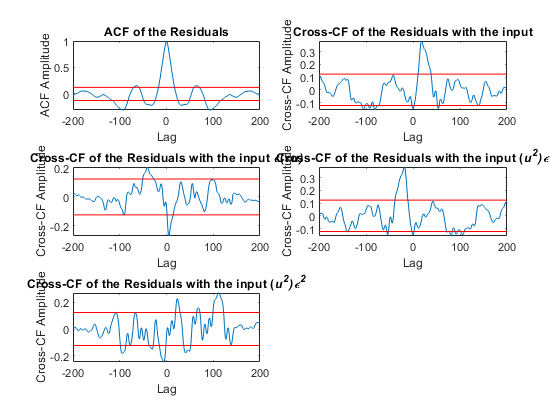 ACF of the Residuals
ACF Amplitude
1
0.5
0
-200 -100 0 100 200
Lag
Cross-CF of the Residuals with the input
Cross-CF Amplitude
0.3
0.2
0.1
0
-0.1
-200 -100 0 100 200
Lag
Cross-CF of the Residuals with the input
Cross-CF Amplitude
0.2
0
-0.2
-200 -100 0 100 200
Lag
Cross-CF of the Residuals with the input (u²)ϵ
Cross-CF Amplitude
0.3
0.2
0.1
0
-0.1
-200 -100 0 100 200
Lag
Cross-CF of the Residuals with the input (u²)ϵ²
Cross-CF Amplitude
0.2
0
-0.2
-200 -100 0 100 200
Lag